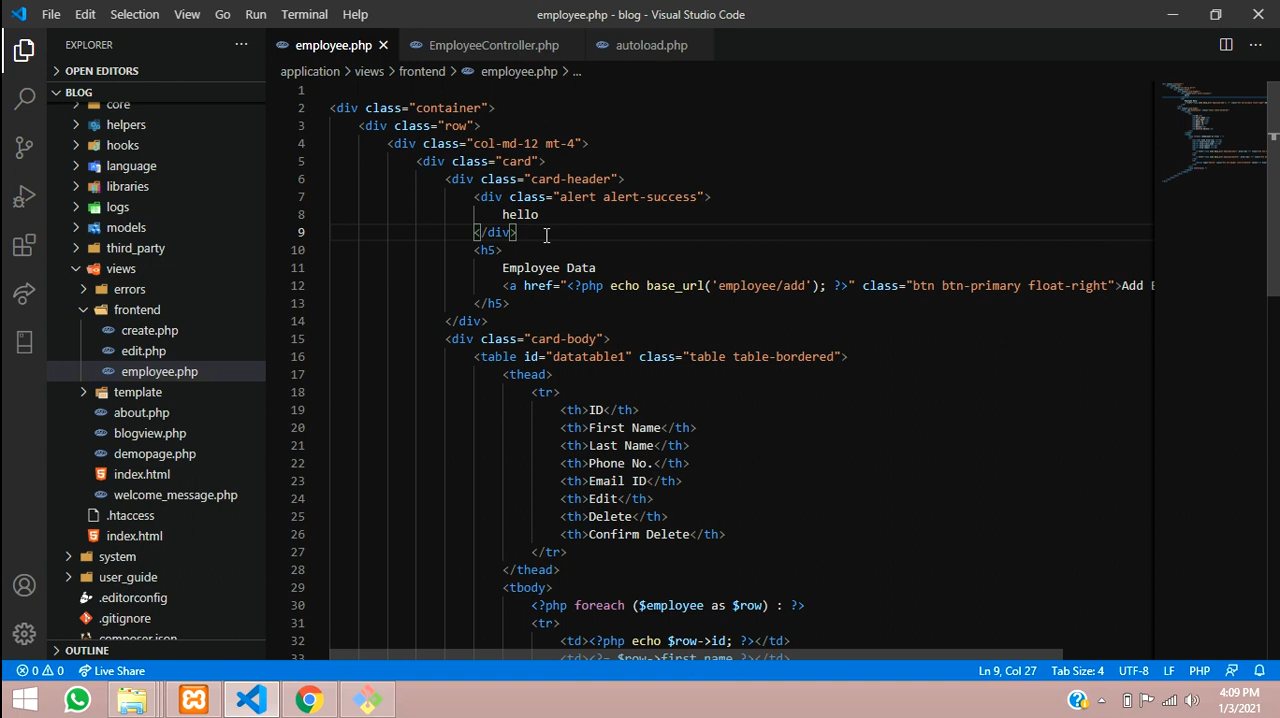 File Edit Selection View Go Run Terminal Help employee.php - blog - Visual Studio Code
EXPLORER
employee.php EmployeeController.php autoload.php
OPEN EDITORS
application > views > frontend > employee.php > ...
BLOG
core
helpers
hooks
language
libraries
logs
models
third_party
views
errors
frontend
create.php
edit.php
employee.php
template
about.php
blogview.php
demopage.php
index.html
welcome_message.php
.htaccess
index.html
system
user_guide
.editorconfig
.gitignore
composer.json
OUTLINE
1
2 <div class="container">
3 <div class="row">
4 <div class="col-md-12 mt-4">
5 <div class="card">
6 <div class="card-header">
7 <div class="alert alert-success">
8 hello
9 </div>
10 <h5>
11 Employee Data
12 <a href="<?php echo base_url('employee/add'); ?>" class="btn btn-primary float-right">Add E
13 </h5>
14 </div>
15 <div class="card-body">
16 <table id="datatable1" class="table table-bordered">
17 <thead>
18 <tr>
19 <th>ID</th>
20 <th>First Name</th>
21 <th>Last Name</th>
22 <th>Phone No.</th>
23 <th>Email ID</th>
24 <th>Edit</th>
25 <th>Delete</th>
26 <th>Confirm Delete</th>
27 </tr>
28 </thead>
29 <tbody>
30 <?php foreach ($employee as $row) : ?>
31 <tr>
32 <td><?php echo $row->id; ?></td>
33 <td><?= $row->first_name ?></td>
0 0 Live Share Ln 9, Col 27 Tab Size: 4 UTF-8 LF PHP
4:09 PM
1/3/2021